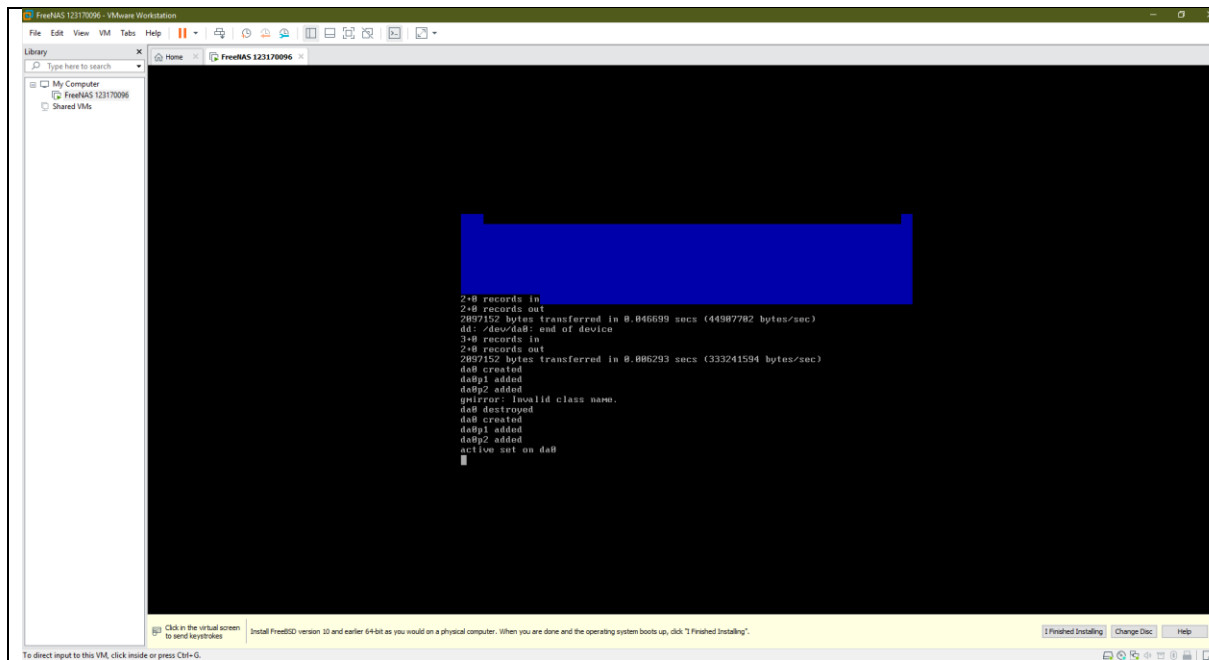 FreeNAS 123170096 - VMware Workstation
File Edit View VM Tabs Help
Library
Type here to search
My Computer
FreeNAS 123170096
Shared VMs
Home
FreeNAS 123170096
2+0 records in
2+0 records out
2097152 bytes transferred in 0.046699 secs (44907702 bytes/sec)
dd: /dev/da0: end of device
3+0 records in
2+0 records out
2097152 bytes transferred in 0.006293 secs (333241594 bytes/sec)
da0 created
da0p1 added
da0p2 added
gmirror: Invalid class name.
da0 destroyed
da0 created
da0p1 added
da0p2 added
active set on da0
Click in the virtual screen
to send keystrokes
Install FreeBSD version 10 and earlier 64-bit as you would on a physical computer. When you are done and the operating system boots up, click "I Finished Installing".
I Finished Installing
Change Disc
Help
To direct input to this VM, click inside or press Ctrl+G.